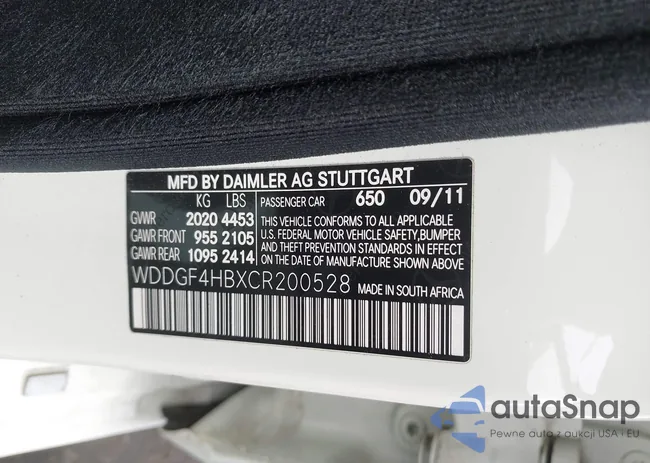 MFD BY DAIMLER AG STUTTGART
KG LBS PASSENGER CAR 650 09/11
GVWR 2020 4453
GAWR FRONT 955 2105
GAWR REAR 1095 2414
THIS VEHICLE CONFORMS TO ALL APPLICABLE
U.S. FEDERAL MOTOR VEHICLE SAFETY,BUMPER
AND THEFT PREVENTION STANDARDS IN EFFECT
ON THE DATE OF MANUFACTURE SHOWN ABOVE.
WDDGF4HBXCR200528 MADE IN SOUTH AFRICA
autoSnap
Pewne auto z aukcji USA i EU